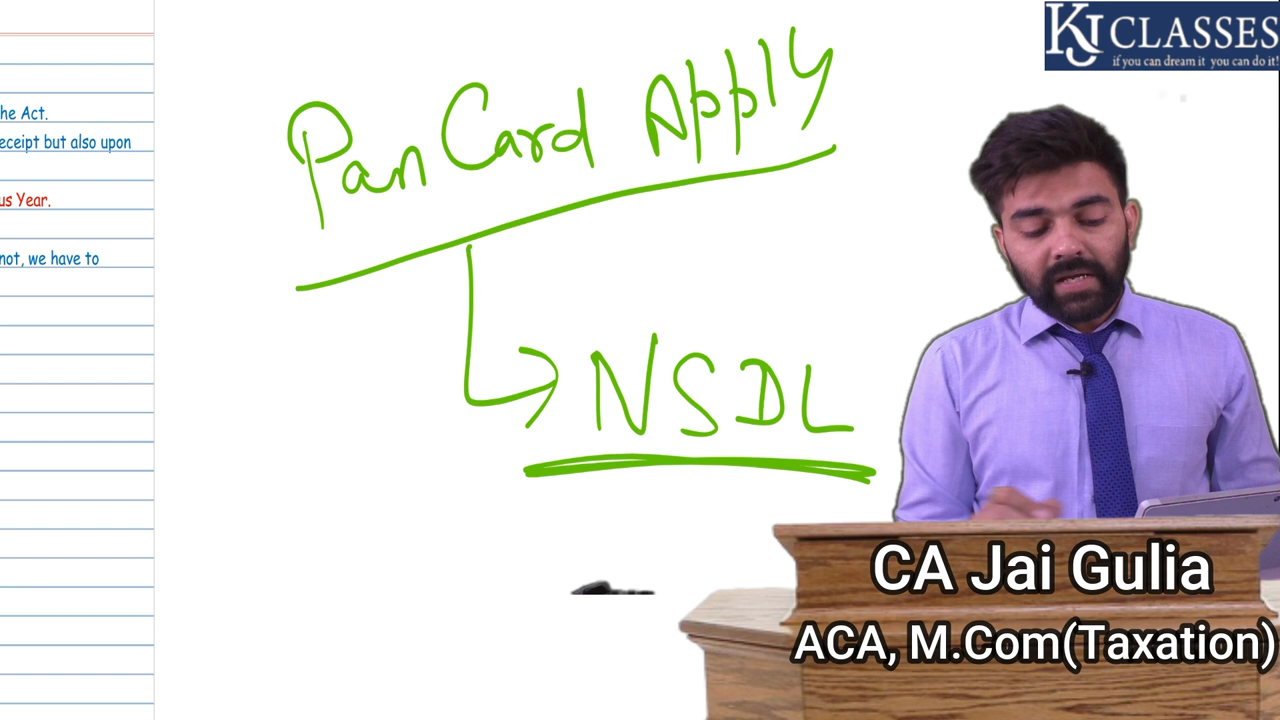 he Act.
eceipt but also upon
us Year.
not, we have to
Pan Card Apply
NSDL
KJ CLASSES
if you can dream it you can do it!
CA Jai Gulia
ACA, M.Com(Taxation)